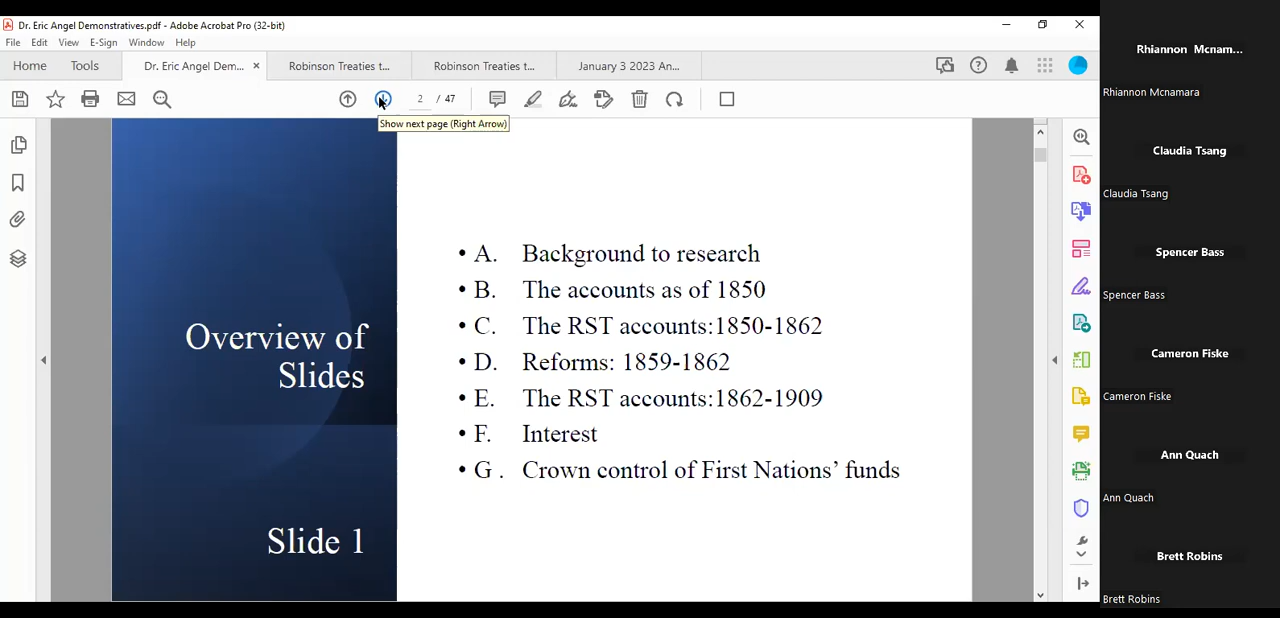 Dr. Eric Angel Demonstratives.pdf - Adobe Acrobat Pro (32-bit)
File Edit View E-Sign Window Help
Home Tools Dr. Eric Angel Dem... × Robinson Treaties t... Robinson Treaties t... January 3 2023 An...
2 / 47
Show next page (Right Arrow)
Overview of
Slides
Slide 1
• A. Background to research
• B. The accounts as of 1850
• C. The RST accounts:1850-1862
• D. Reforms: 1859-1862
• E. The RST accounts:1862-1909
• F. Interest
• G . Crown control of First Nations’ funds
Rhiannon Mcnam...
Rhiannon Mcnamara
Claudia Tsang
Claudia Tsang
Spencer Bass
Spencer Bass
Cameron Fiske
Cameron Fiske
Ann Quach
Ann Quach
Brett Robins
Brett Robins